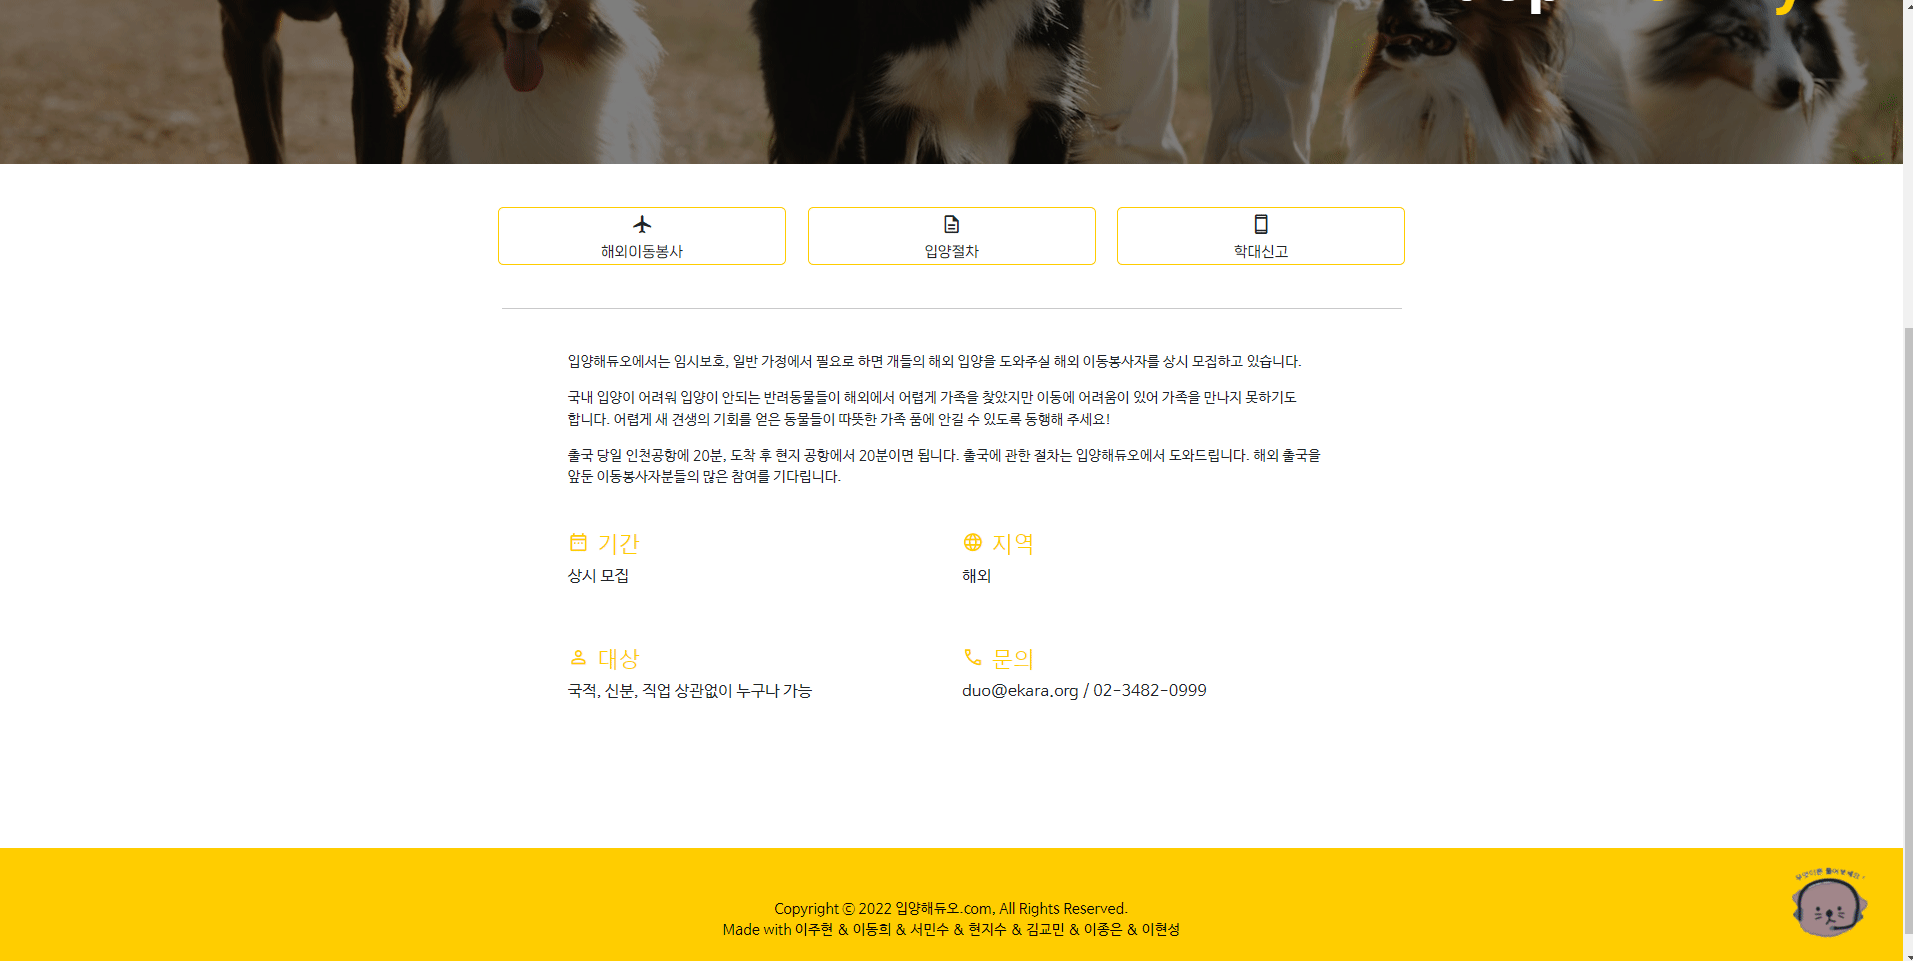 해외이동봉사
입양절차
학대신고
입양해듀오에서는 임시보호, 일반 가정에서 필요로 하면 개들의 해외 입양을 도와주실 해외 이동봉사자를 상시 모집하고 있습니다.
국내 입양이 어려워 입양이 안되는 반려동물들이 해외에서 어렵게 가족을 찾았지만 이동에 어려움이 있어 가족을 만나지 못하기도
합니다. 어렵게 새 견생의 기회를 얻은 동물들이 따뜻한 가족 품에 안길 수 있도록 동행해 주세요!
출국 당일 인천공항에 20분, 도착 후 현지 공항에서 20분이면 됩니다. 출국에 관한 절차는 입양해듀오에서 도와드립니다. 해외 출국을
앞둔 이동봉사자분들의 많은 참여를 기다립니다.
기간
상시 모집
지역
해외
대상
국적, 신분, 직업 상관없이 누구나 가능
문의
duo@ekara.org / 02-3482-0999
무엇이든 물어보세요!
Copyright ⓒ 2022 입양해듀오.com, All Rights Reserved.
Made with 이주현 & 이동희 & 서민수 & 현지수 & 김교민 & 이종은 & 이현성